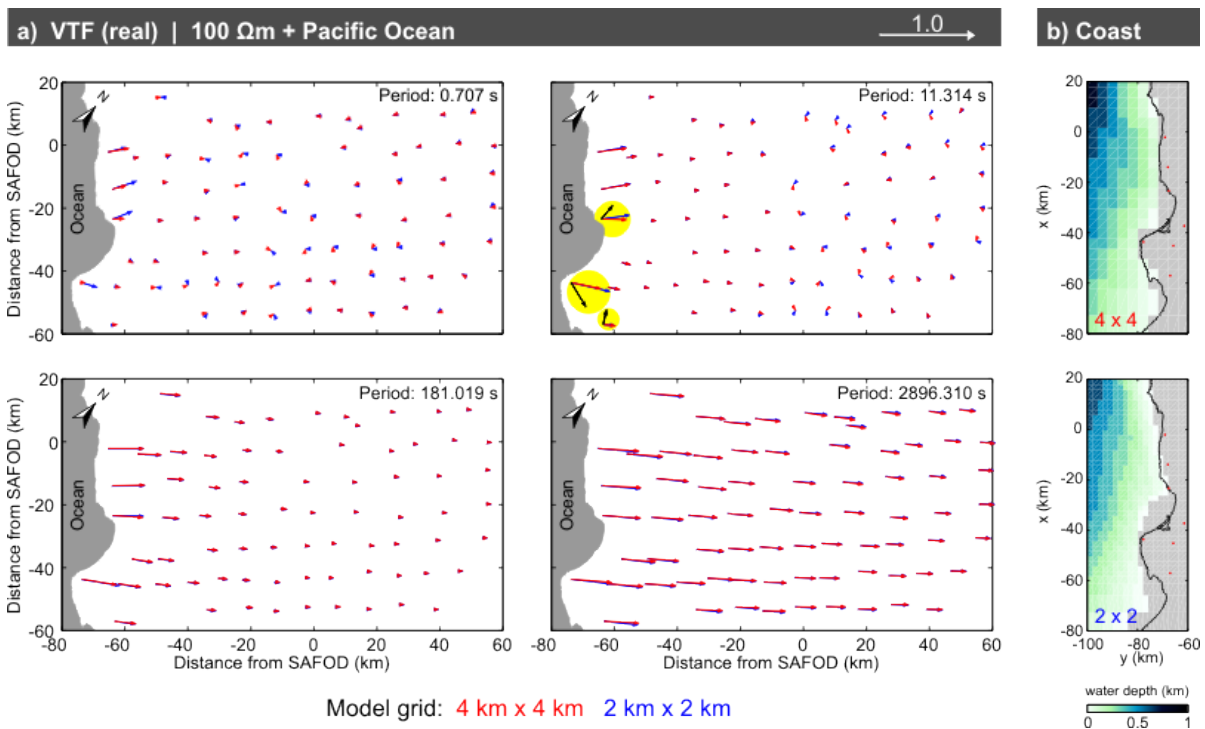 a) VTF (real) | 100 Ωm + Pacific Ocean
1.0
b) Coast
20
0
-20
-40
-60
Distance from SAFOD (km)
N
Ocean
Period: 0.707 s
N
Ocean
Period: 11.314 s
20
0
-20
-40
-60
-80
x (km)
4 x 4
20
0
-20
-40
-60
Distance from SAFOD (km)
N
Ocean
Period: 181.019 s
-80 -60 -40 -20 0 20 40 60
Distance from SAFOD (km)
N
Ocean
Period: 2896.310 s
-80 -60 -40 -20 0 20 40 60
Distance from SAFOD (km)
20
0
-20
-40
-60
-80
x (km)
2 x 2
-100 -80 -60
y (km)
water depth (km)
0 0.5 1
Model grid: 4 km x 4 km 2 km x 2 km